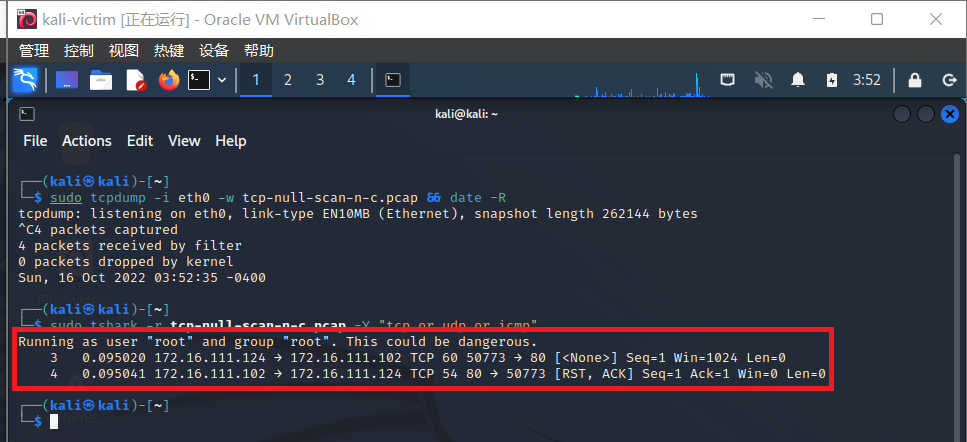 kali-victim [正在运行] - Oracle VM VirtualBox
管理 控制 视图 热键 设备 帮助
1 2 3 4 3:52
kali@kali: ~
File Actions Edit View Help
┌──(kali㉿kali)-[~]
└─$ sudo tcpdump -i eth0 -w tcp-null-scan-n-c.pcap && date -R
tcpdump: listening on eth0, link-type EN10MB (Ethernet), snapshot length 262144 bytes
^C4 packets captured
4 packets received by filter
0 packets dropped by kernel
Sun, 16 Oct 2022 03:52:35 -0400
┌──(kali㉿kali)-[~]
└─$ sudo tshark -r tcp-null-scan-n-c.pcap -Y "tcp or udp or icmp"
Running as user "root" and group "root". This could be dangerous.
3 0.095020 172.16.111.124 → 172.16.111.102 TCP 60 50773 → 80 [<None>] Seq=1 Win=1024 Len=0
4 0.095041 172.16.111.102 → 172.16.111.124 TCP 54 80 → 50773 [RST, ACK] Seq=1 Ack=1 Win=0 Len=0
┌──(kali㉿kali)-[~]
└─$
Home